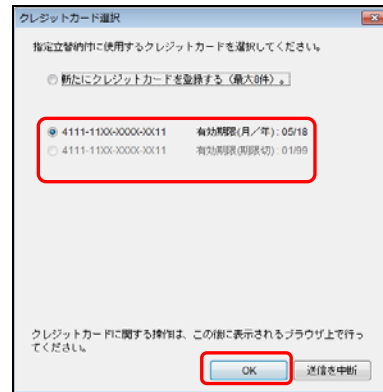 クレジットカード選択
指定立替納付に使用するクレジットカードを選択してください。
新たにクレジットカードを登録する(最大8件)。
4111-11XX-XXXX-XX11 有効期限(月/年):05/18
4111-11XX-XXXX-XX11 有効期限(期限切):01/99
クレジットカードに関する操作は、この後に表示されるブラウザ上で行っ
てください。
OK 送信を中断